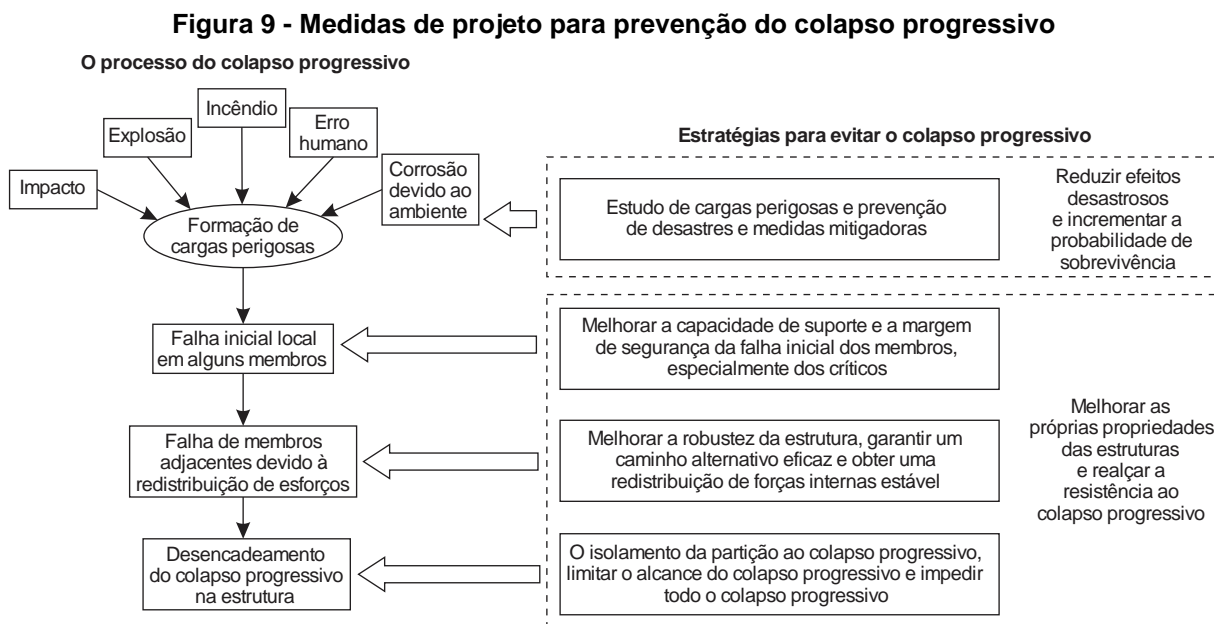 Figura 9 - Medidas de projeto para prevenção do colapso progressivo
O processo do colapso progressivo
Incêndio
Explosão
Erro
humano
Impacto
Corrosão
devido ao
ambiente
Formação de
cargas perigosas
Falha inicial local
em alguns membros
Falha de membros
adjacentes devido à
redistribuição de esforços
Desencadeamento
do colapso progressivo
na estrutura
Estratégias para evitar o colapso progressivo
Estudo de cargas perigosas e prevenção
de desastres e medidas mitigadoras
Reduzir efeitos
desastrosos
e incrementar a
probabilidade de
sobrevivência
Melhorar a capacidade de suporte e a margem
de segurança da falha inicial dos membros,
especialmente dos críticos
Melhorar a robustez da estrutura, garantir um
caminho alternativo eficaz e obter uma
redistribuição de forças internas estável
O isolamento da partição ao colapso progressivo,
limitar o alcance do colapso progressivo e impedir
todo o colapso progressivo
Melhorar as
próprias propriedades
das estruturas
e realçar a
resistência ao
colapso progressivo